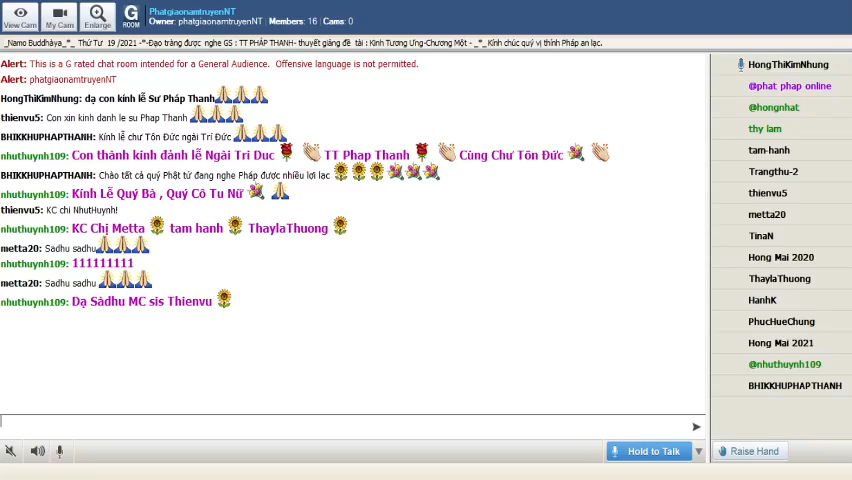 View Cam
My Cam
Enlarge
G
ROOM
PhatgiaonamtruyenNT
Owner: phatgiaonamtruyenNT | Members: 16 | Cams: 0
_Namo Buddhàya_*_ Thứ Tư 19 /2021 -*-Đạo tràng được nghe GS : TT PHÁP THANH- thuyết giảng đề tài : Kinh Tương Ưng-Chương Một - _*_ Kính chúc quý vị thính Pháp an lạc.
Alert: This is a G rated chat room intended for a General Audience. Offensive language is not permitted.
Alert: phatgiaonamtruyenNT
HongThiKimNhung: dạ con kính lễ Sư Pháp Thanh
thienvu5: Con xin kinh danh le su Phap Thanh
BHIKKHUPHAPTHANH: Kính lễ chư Tôn Đức ngài Trí Đức
nhuthuynh109: Con thành kính đảnh lễ Ngài Tri Duc TT Phap Thanh Cùng Chư Tôn Đức
BHIKKHUPHAPTHANH: Chào tất cả quý Phật tử đang nghe Pháp được nhiều lợi lạc
nhuthuynh109: Kính Lễ Quý Bà , Quý Cô Tu Nữ
thienvu5: KC chi NhutHuynh!
nhuthuynh109: KC Chị Metta tam hanh ThaylaThuong
metta20: Sadhu sadhu
nhuthuynh109: 111111111
metta20: Sadhu sadhu
nhuthuynh109: Dạ Sàdhu MC sis Thienvu
HongThiKimNhung
@phat phap online
@hongnhat
thy lam
tam-hanh
Trangthu-2
thienvu5
metta20
TinaN
Hong Mai 2020
ThaylaThuong
HanhK
PhucHueChung
Hong Mai 2021
@nhuthuynh109
BHIKKHUPHAPTHANH
Hold to Talk
Raise Hand